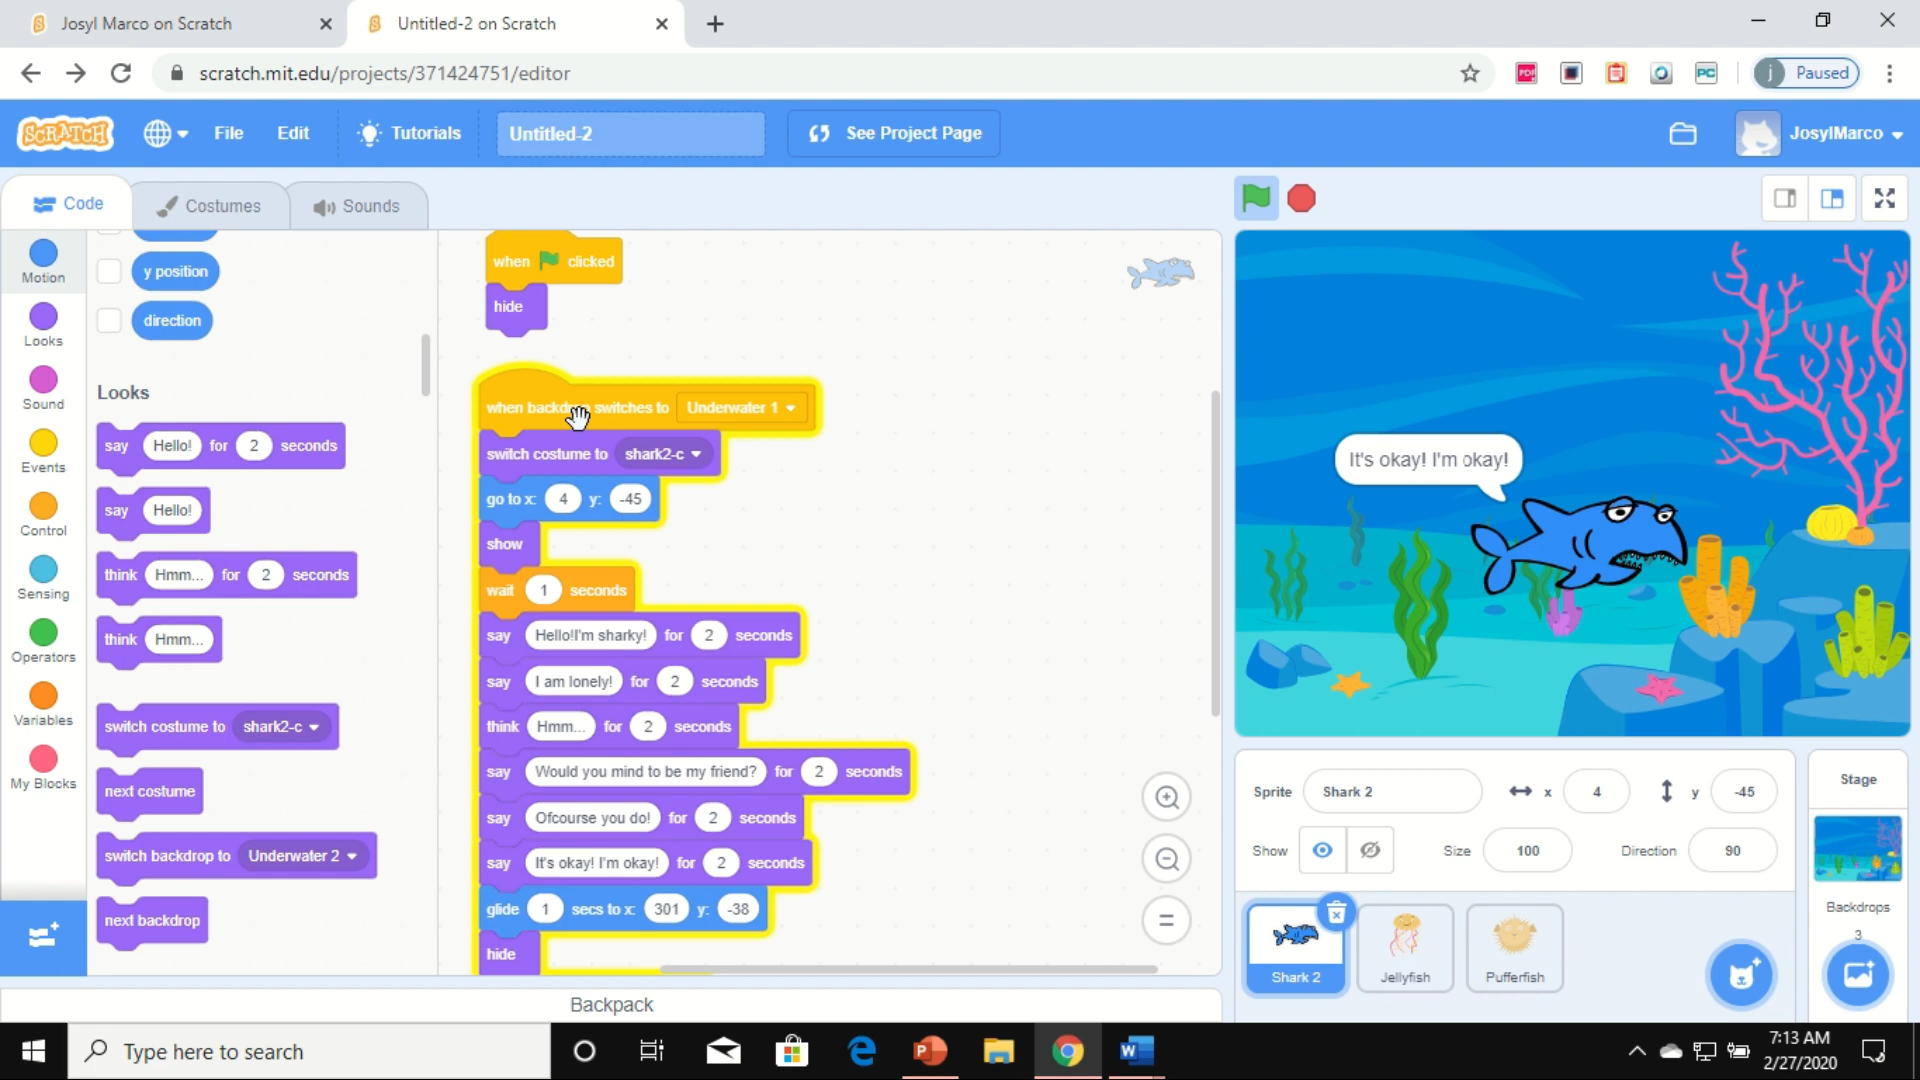 Josyl Marco on Scratch
Untitled-2 on Scratch
scratch.mit.edu/projects/371424751/editor
PDF
PC
j Paused
SCRATCH
File
Edit
Tutorials
Untitled-2
See Project Page
JosylMarco
Code
Costumes
Sounds
Motion
Looks
Sound
Events
Control
Sensing
Operators
Variables
My Blocks
y position
direction
Looks
say Hello! for 2 seconds
say Hello!
think Hmm... for 2 seconds
think Hmm...
switch costume to shark2-c
next costume
switch backdrop to Underwater 2
next backdrop
when clicked
hide
when backdrop switches to Underwater 1
switch costume to shark2-c
go to x: 4 y: -45
show
wait 1 seconds
say Hello!I'm sharky! for 2 seconds
say I am lonely! for 2 seconds
think Hmm... for 2 seconds
say Would you mind to be my friend? for 2 seconds
say Ofcourse you do! for 2 seconds
say It's okay! I'm okay! for 2 seconds
glide 1 secs to x: 301 y: -38
hide
Backpack
It's okay! I'm okay!
Sprite Shark 2 x 4 y -45
Show Size 100 Direction 90
Shark 2
Jellyfish
Pufferfish
Stage
Backdrops
3
Type here to search
7:13 AM
2/27/2020